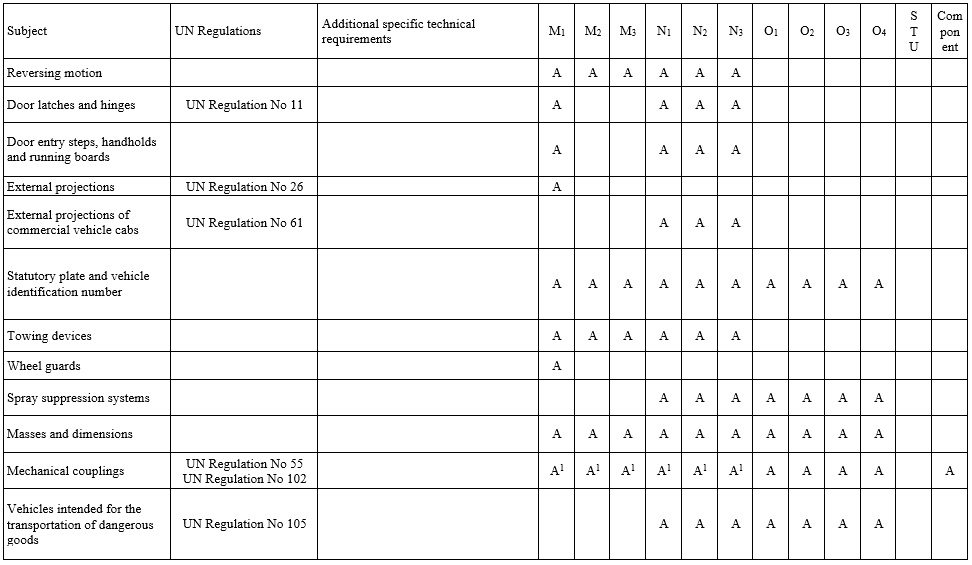 Subject UN Regulations Additional specific technical requirements M₁ M₂ M₃ N₁ N₂ N₃ O₁ O₂ O₃ O₄ S T U Com pon ent
Reversing motion A A A A A A
Door latches and hinges UN Regulation No 11 A A A A
Door entry steps, handholds
and running boards A A A A
External projections UN Regulation No 26 A
External projections of
commercial vehicle cabs UN Regulation No 61 A A A
Statutory plate and vehicle
identification number A A A A A A A A A A
Towing devices A A A A A A
Wheel guards A
Spray suppression systems A A A A A A A
Masses and dimensions A A A A A A A A A A
Mechanical couplings UN Regulation No 55
UN Regulation No 102 A¹ A¹ A¹ A¹ A¹ A¹ A A A A A
Vehicles intended for the
transportation of dangerous
goods UN Regulation No 105 A A A A A A A